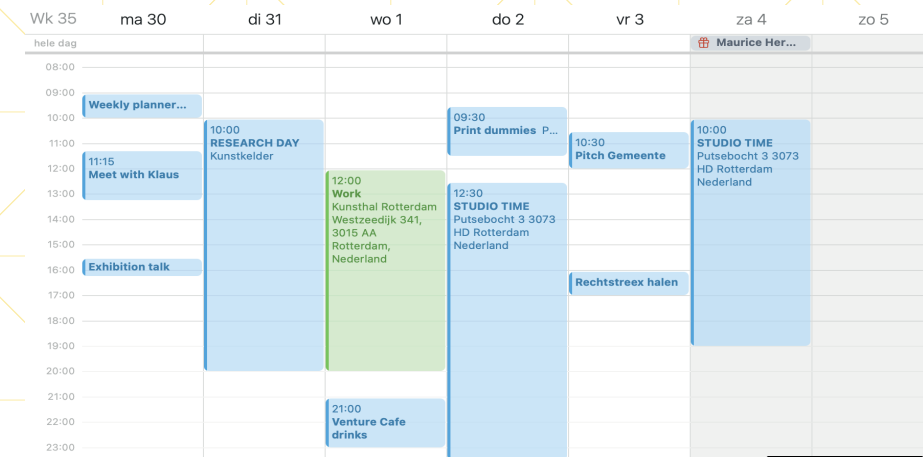 Wk 35
ma 30
di 31
wo 1
do 2
vr 3
za 4
zo 5
hele dag
Maurice Her...
08:00
09:00
10:00
11:00
12:00
13:00
14:00
15:00
16:00
17:00
18:00
19:00
20:00
21:00
22:00
23:00
Weekly planner...
11:15
Meet with Klaus
Exhibition talk
10:00
RESEARCH DAY
Kunstkelder
12:00
Work
Kunsthal Rotterdam
Westzeedijk 341,
3015 AA
Rotterdam,
Nederland
21:00
Venture Cafe
drinks
09:30
Print dummies P...
12:30
STUDIO TIME
Putsebocht 3 3073
HD Rotterdam
Nederland
10:30
Pitch Gemeente
Rechtstreex halen
10:00
STUDIO TIME
Putsebocht 3 3073
HD Rotterdam
Nederland